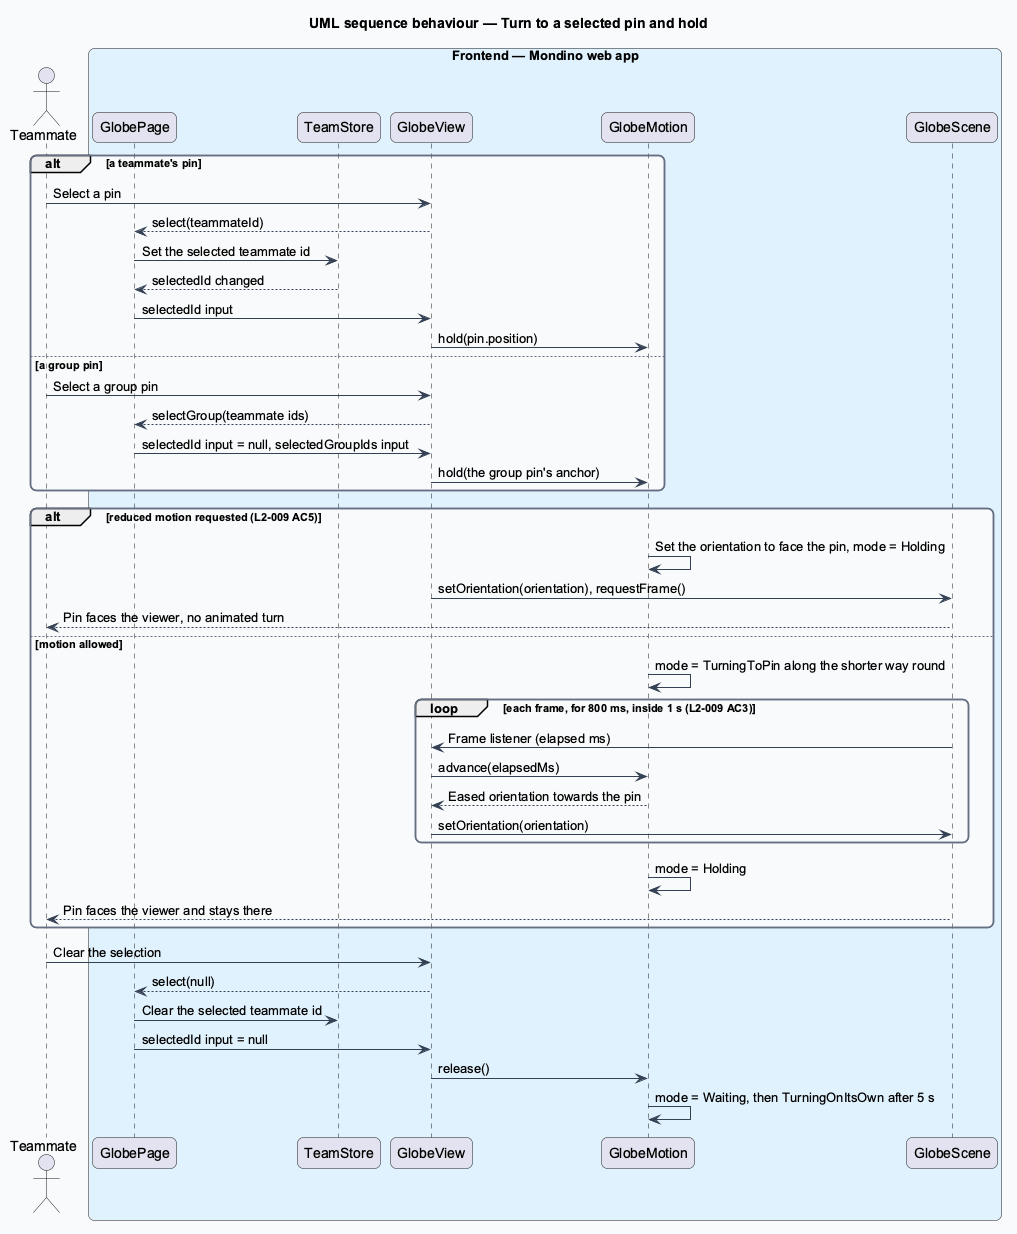 UML sequence behaviour — Turn to a selected pin and hold
Frontend — Mondino web app
Teammate
GlobePage
TeamStore
GlobeView
GlobeMotion
GlobeScene
alt
[a teammate's pin]
Select a pin
select(teammateId)
Set the selected teammate id
selectedId changed
selectedId input
hold(pin.position)
[a group pin]
Select a group pin
selectGroup(teammate ids)
selectedId input = null, selectedGroupIds input
hold(the group pin's anchor)
alt
[reduced motion requested (L2-009 AC5)]
Set the orientation to face the pin, mode = Holding
setOrientation(orientation), requestFrame()
Pin faces the viewer, no animated turn
[motion allowed]
mode = TurningToPin along the shorter way round
loop
[each frame, for 800 ms, inside 1 s (L2-009 AC3)]
Frame listener (elapsed ms)
advance(elapsedMs)
Eased orientation towards the pin
setOrientation(orientation)
mode = Holding
Pin faces the viewer and stays there
Clear the selection
select(null)
Clear the selected teammate id
selectedId input = null
release()
mode = Waiting, then TurningOnItsOwn after 5 s
Teammate
GlobePage
TeamStore
GlobeView
GlobeMotion
GlobeScene